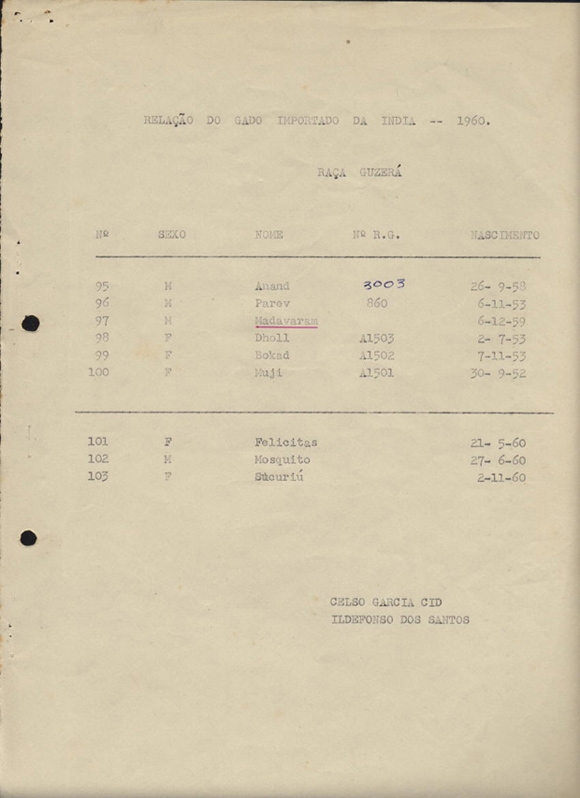 RELAÇÃO DO GADO IMPORTADO DA INDIA -- 1960.
RAÇA GUZERÁ
Nº SEXO NOME Nº R.G. NASCIMENTO
95 M Anand 3003 26- 9-58
96 M Parev 860 6-11-53
97 M Madavaram 6-12-59
98 F Dholl A1503 2- 7-53
99 F Bokad A1502 7-11-53
100 F Muji A1501 30- 9-52
101 F Felicitas 21- 5-60
102 M Mosquito 27- 6-60
103 F Sucuriú 2-11-60
CELSO GARCIA CID
ILDEFONSO DOS SANTOS